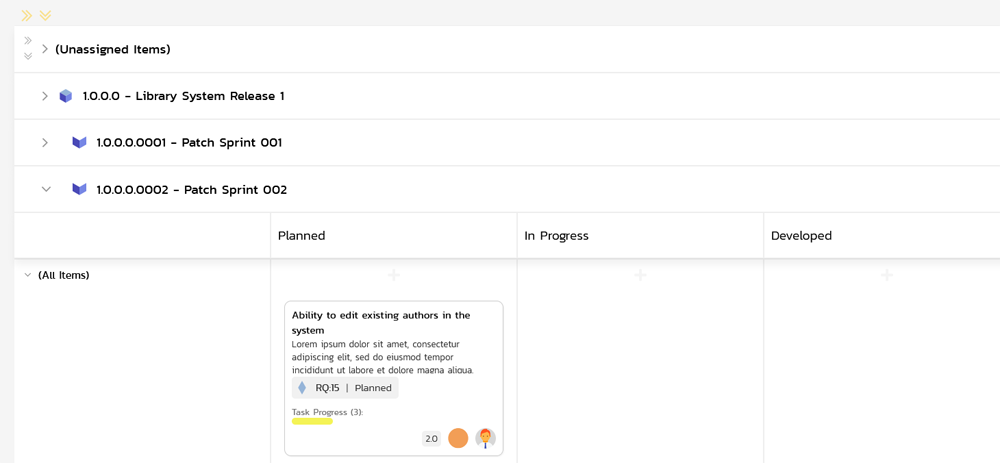 (Unassigned Items)
1.0.0.0 - Library System Release 1
1.0.0.0.0001 - Patch Sprint 001
1.0.0.0.0002 - Patch Sprint 002
Planned
In Progress
Developed
(All Items)
Ability to edit existing authors in the
system
Lorem ipsum dolor sit amet, consectetur
adipiscing elit, sed do eiusmod tempor
incididunt ut labore et dolore magna aliqua.
RQ:15 | Planned
Task Progress (3):
2.0